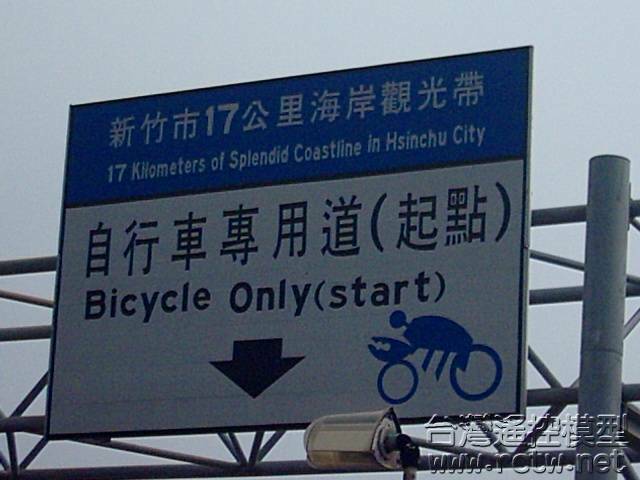 新竹市17公里海岸觀光帶
17 Kilometers of Splendid Coastline in Hsinchu City
自行車專用道(起點)
Bicycle Only(start)
台灣遙控模型
www.rctw.net